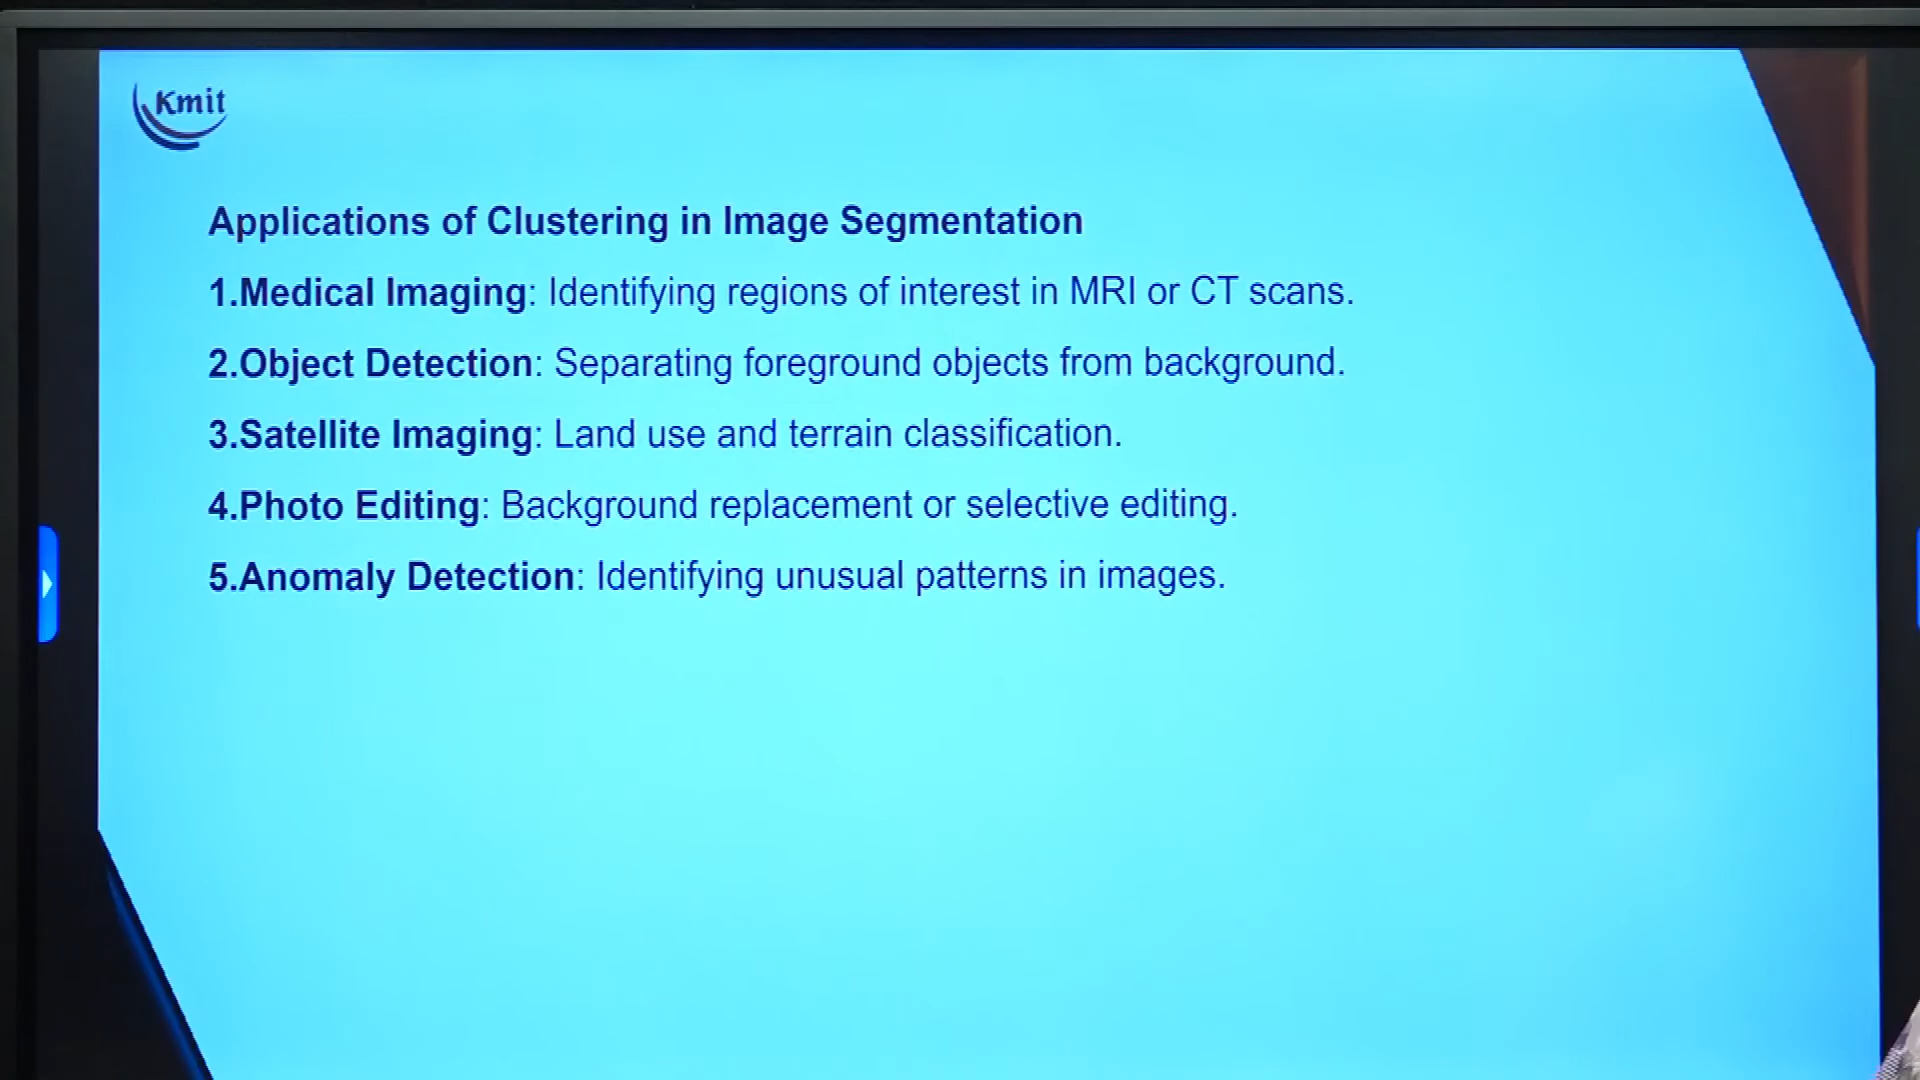 Kmit
Applications of Clustering in Image Segmentation
1.Medical Imaging: Identifying regions of interest in MRI or CT scans.
2.Object Detection: Separating foreground objects from background.
3.Satellite Imaging: Land use and terrain classification.
4.Photo Editing: Background replacement or selective editing.
5.Anomaly Detection: Identifying unusual patterns in images.